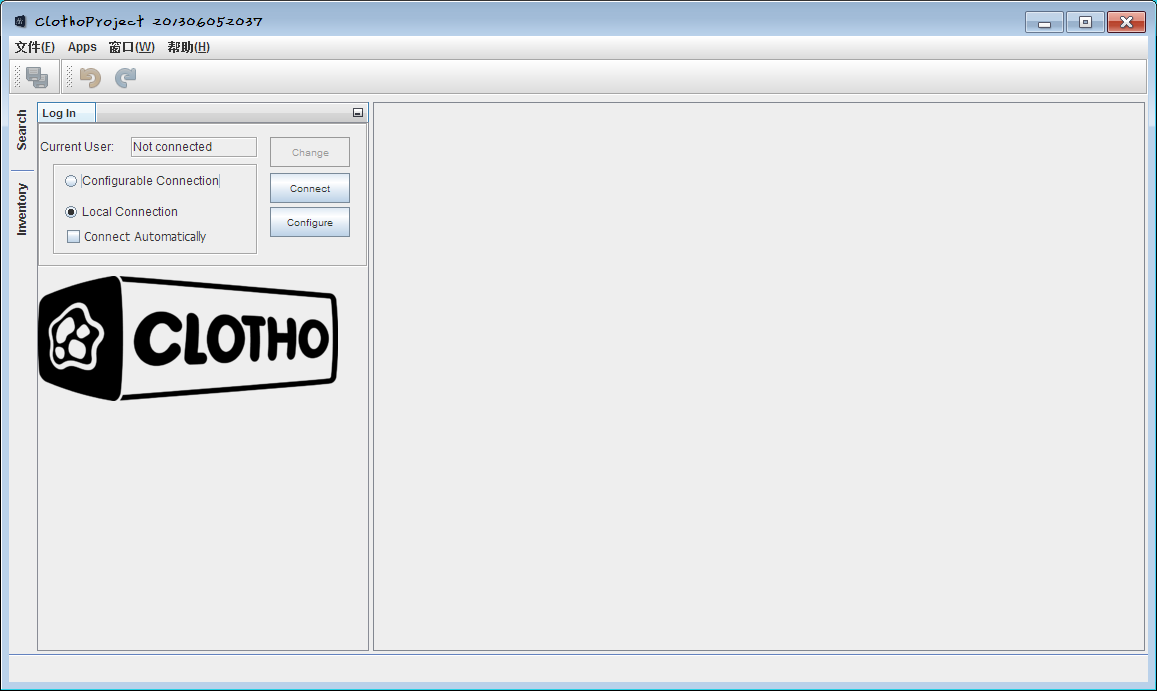 ClothoProject 201306052037
文件(F) Apps 窗口(W) 帮助(H)
Search
Inventory
Log In
Current User: Not connected
Change
Configurable Connection
Connect
Local Connection
Configure
Connect Automatically
CLOTHO